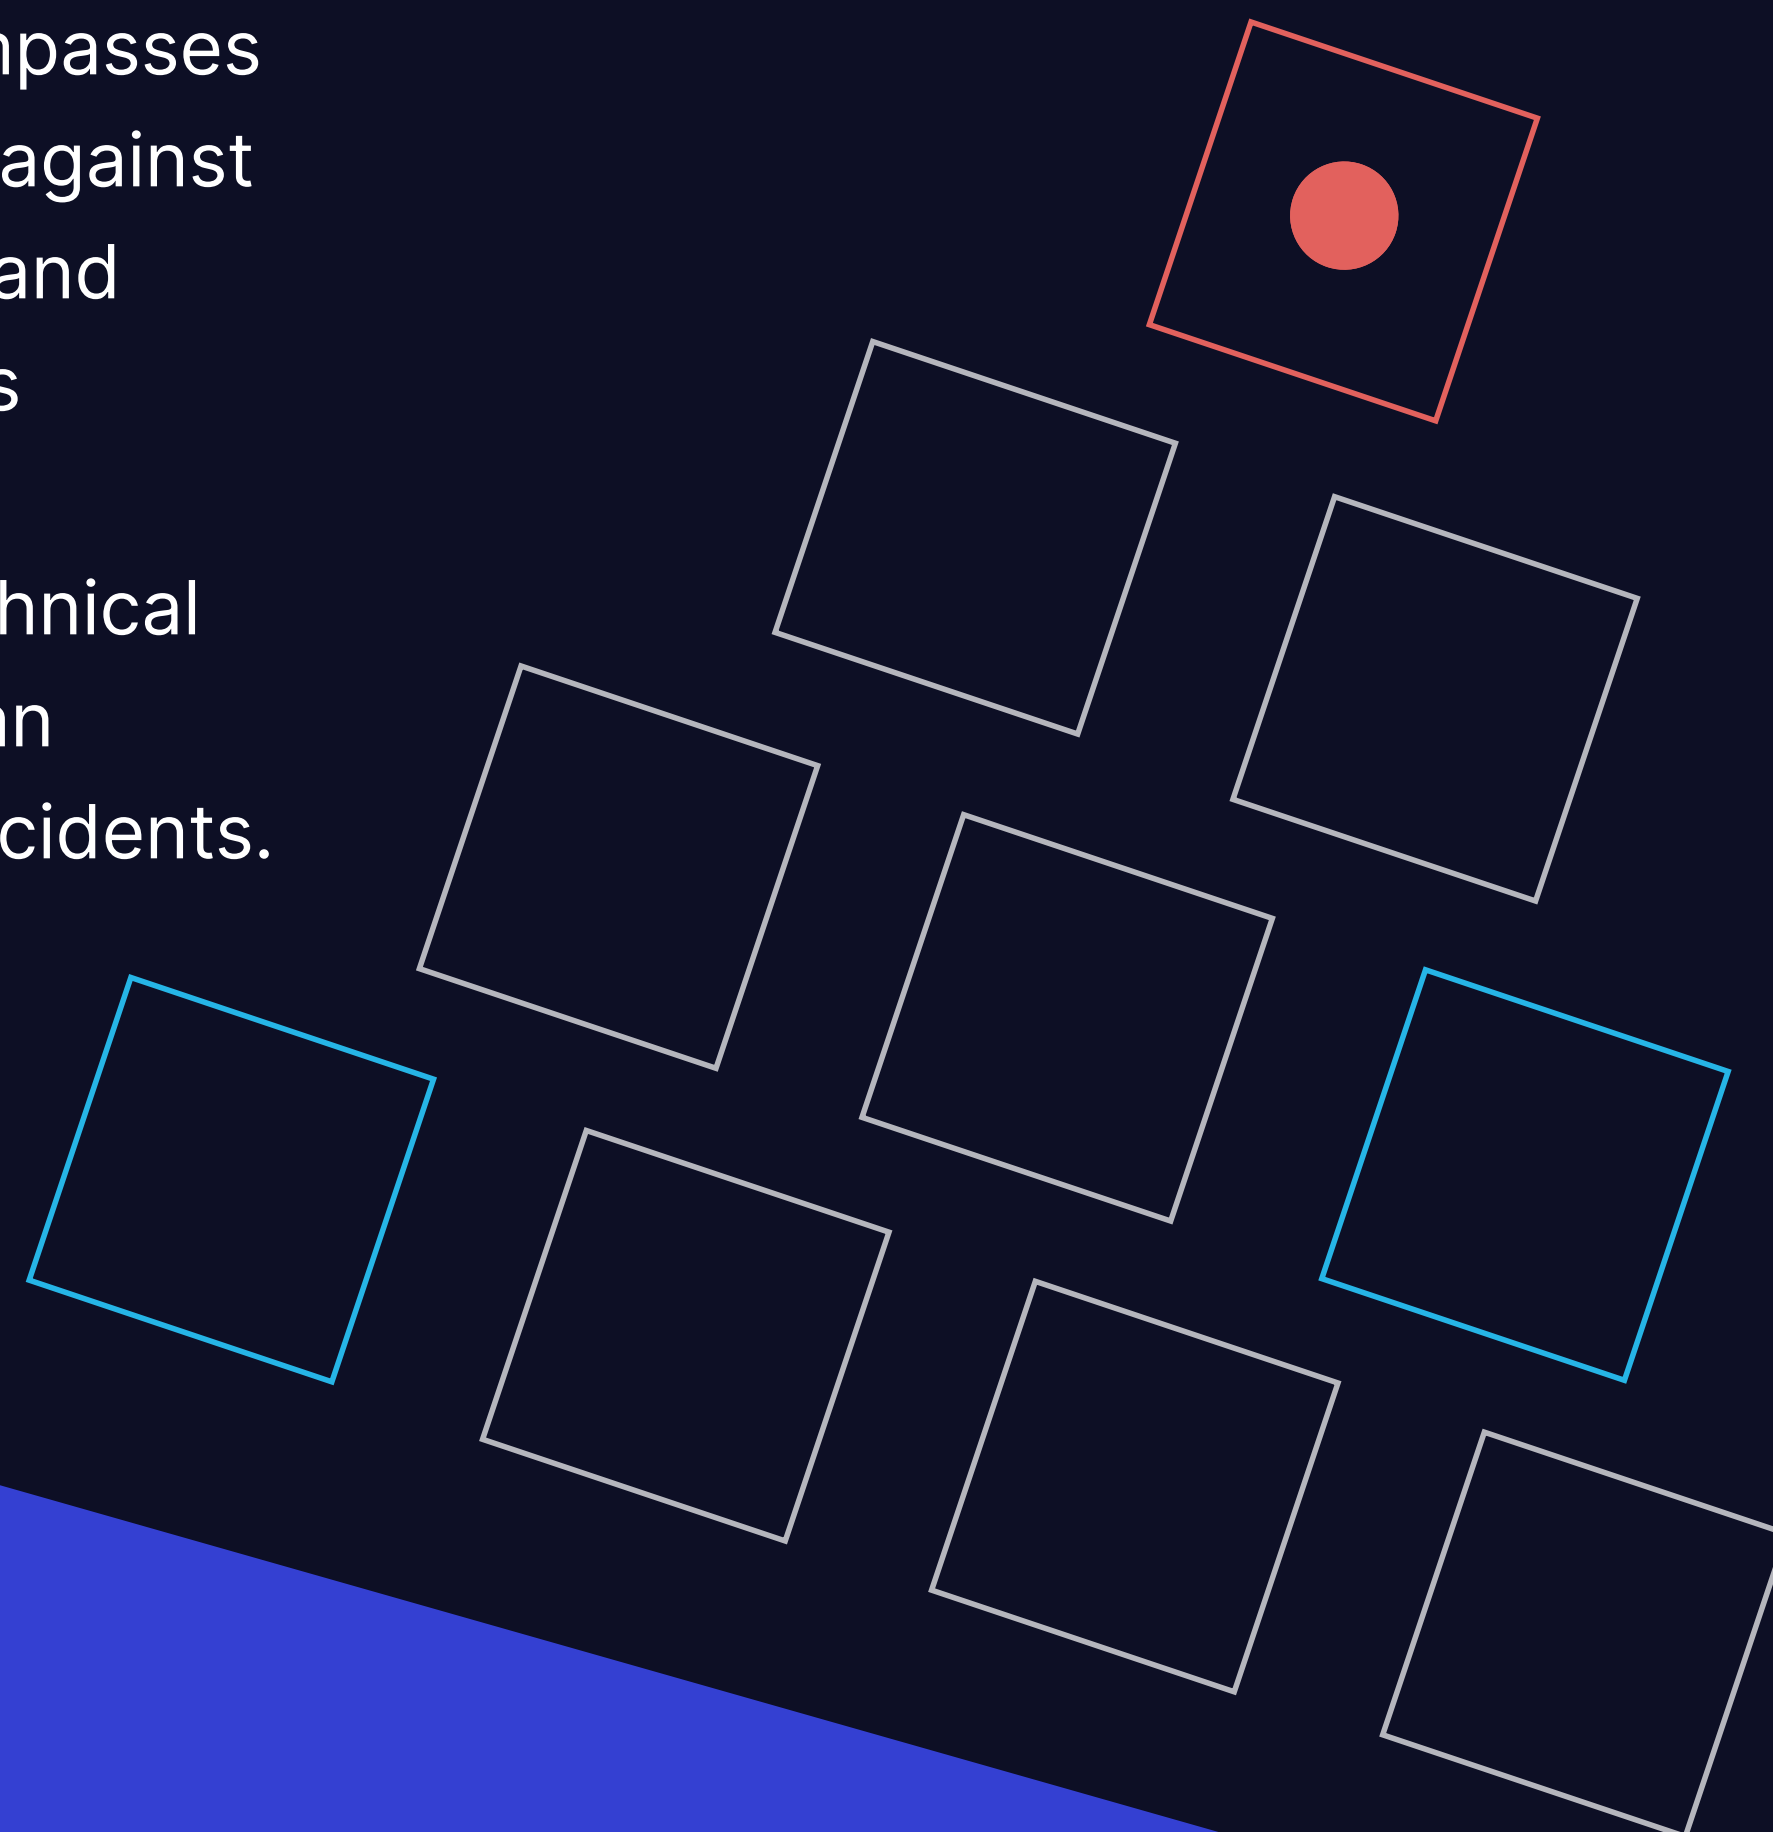 npasses
against
and
s
hnical
an
cidents.